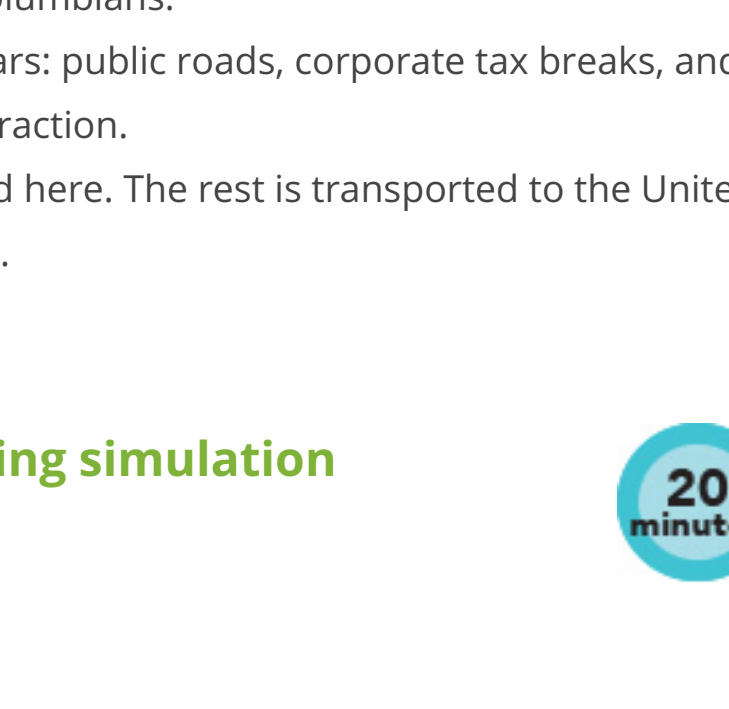 ars: public roads, corporate tax breaks, and
raction.
d here. The rest is transported to the Unite
.
ing simulation
20
minut